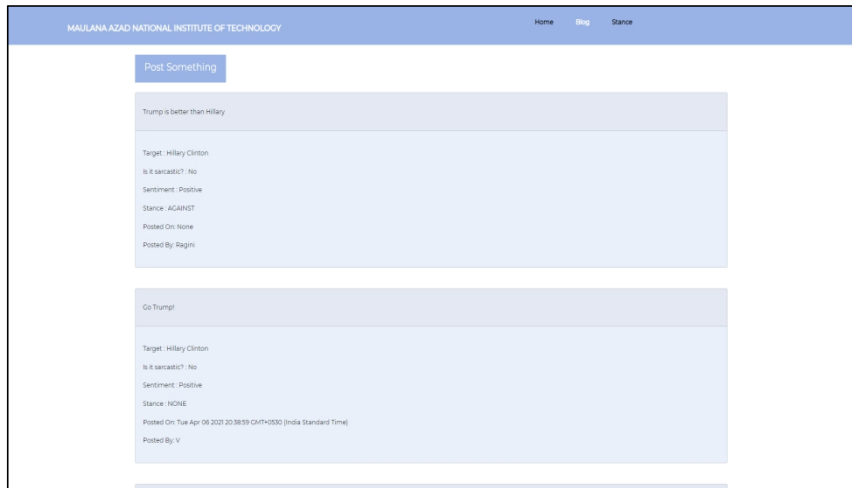 MAULANA AZAD NATIONAL INSTITUTE OF TECHNOLOGY
Home Blog Stance
Post Something
Trump is better than Hillary
Target : Hillary Clinton
Is it sarcastic? : No
Sentiment : Positive
Stance : AGAINST
Posted On: None
Posted By: Ragini
Go Trump!
Target : Hillary Clinton
Is it sarcastic? : No
Sentiment : Positive
Stance : NONE
Posted On: Tue Apr 06 2021 20:38:59 GMT+0530 (India Standard Time)
Posted By: V